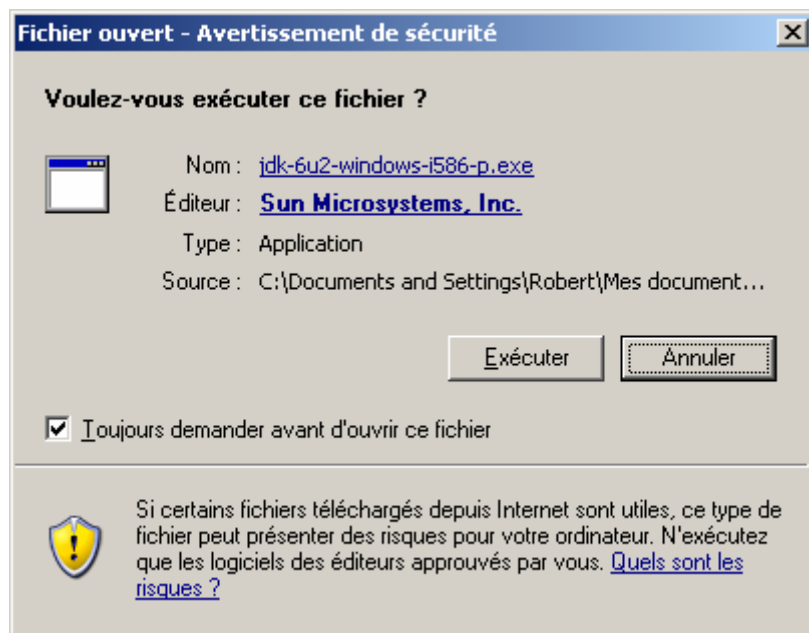 Fichier ouvert - Avertissement de sécurité
Voulez-vous exécuter ce fichier ?
Nom : jdk-6u2-windows-i586-p.exe
Éditeur : Sun Microsystems, Inc.
Type : Application
Source : C:\Documents and Settings\Robert\Mes document...
Exécuter Annuler
Toujours demander avant d'ouvrir ce fichier
Si certains fichiers téléchargés depuis Internet sont utiles, ce type de
fichier peut présenter des risques pour votre ordinateur. N'exécutez
que les logiciels des éditeurs approuvés par vous. Quels sont les
risques ?